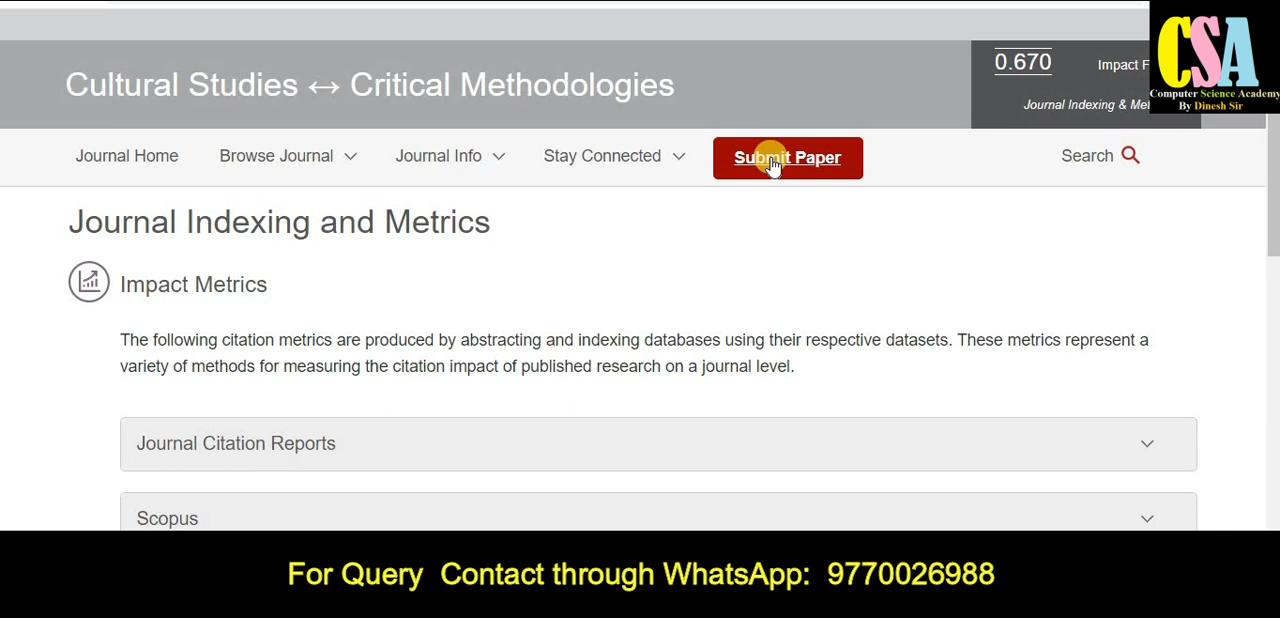 0.670
Impact F
Cultural Studies ↔ Critical Methodologies
Journal Indexing & Met
CSA
Computer Science Academy
By Dinesh Sir
Journal Home
Browse Journal
Journal Info
Stay Connected
Submit Paper
Search
Journal Indexing and Metrics
Impact Metrics
The following citation metrics are produced by abstracting and indexing databases using their respective datasets. These metrics represent a
variety of methods for measuring the citation impact of published research on a journal level.
Journal Citation Reports
Scopus
For Query Contact through WhatsApp: 9770026988